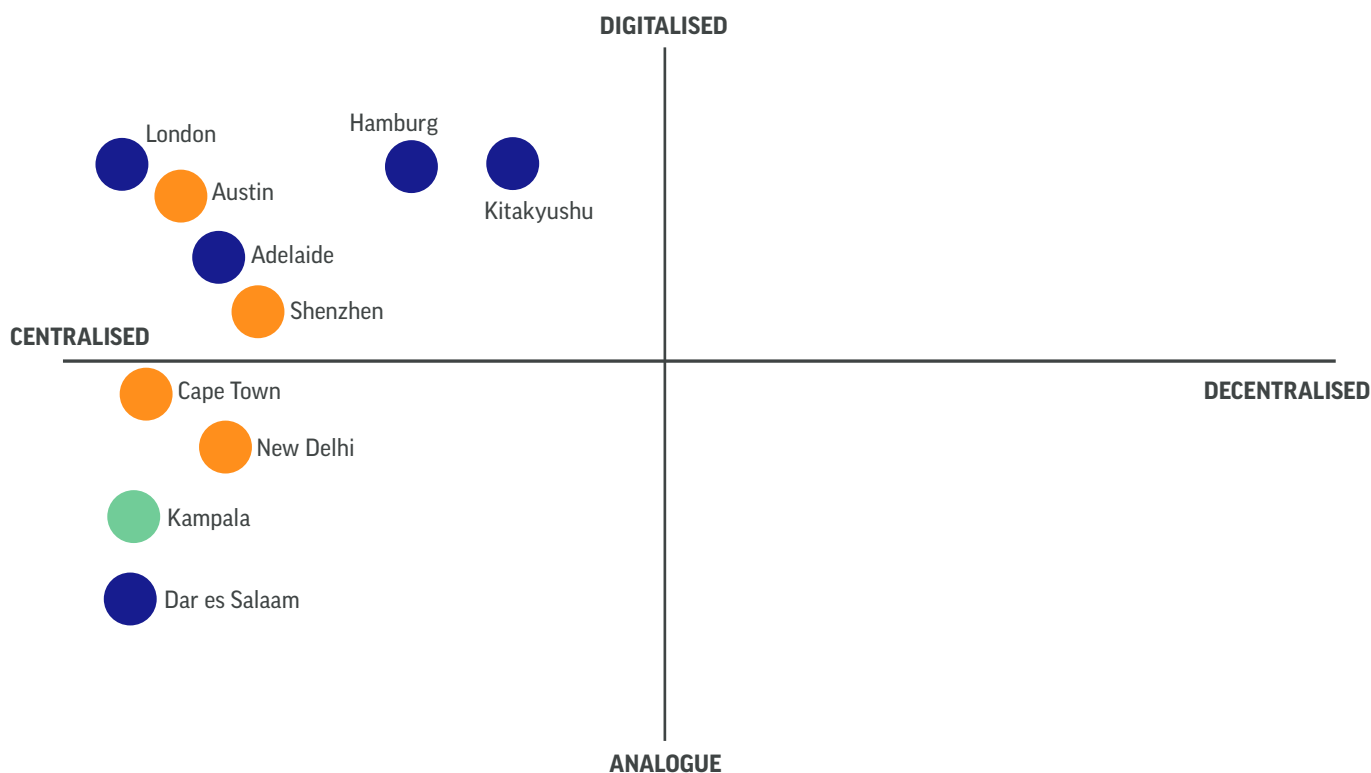 DIGITALISED
Hamburg
London
Austin
Kitakyushu
Adelaide
Shenzhen
CENTRALISED
Cape Town
DECENTRALISED
New Delhi
Kampala
Dar es Salaam
ANALOGUE